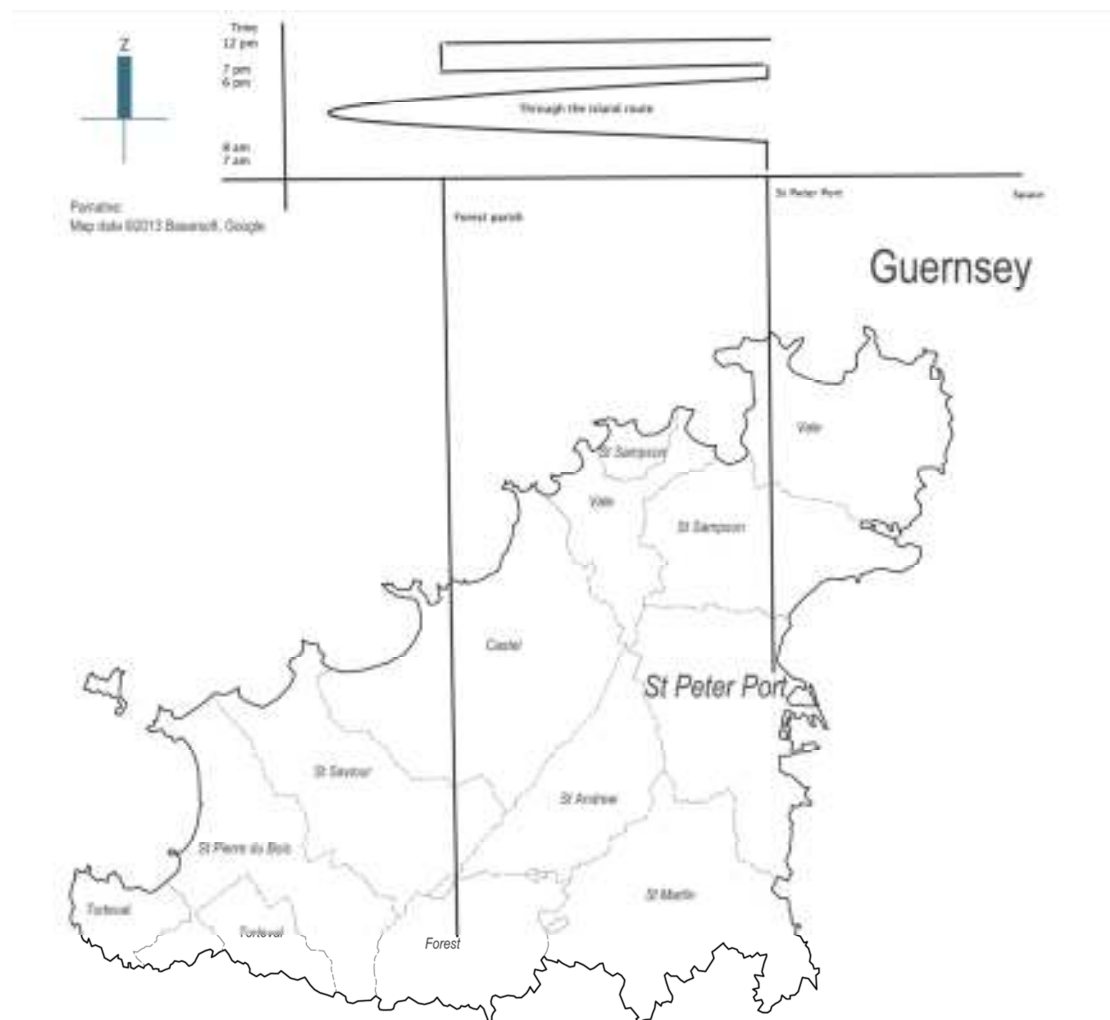 Z
Time
12 pm
7 pm
6 pm
Through the island route
8 am
7 am
St Peter Port
Forest parish
Map data ©2013 Basarsoft, Google
Guernsey
Vale
St Sampson
Vale
St Sampson
Castel
St Peter Port
St Saviour
St Andrew
St Pierre du Bois
St Martin
Torteval
Torteval
Forest